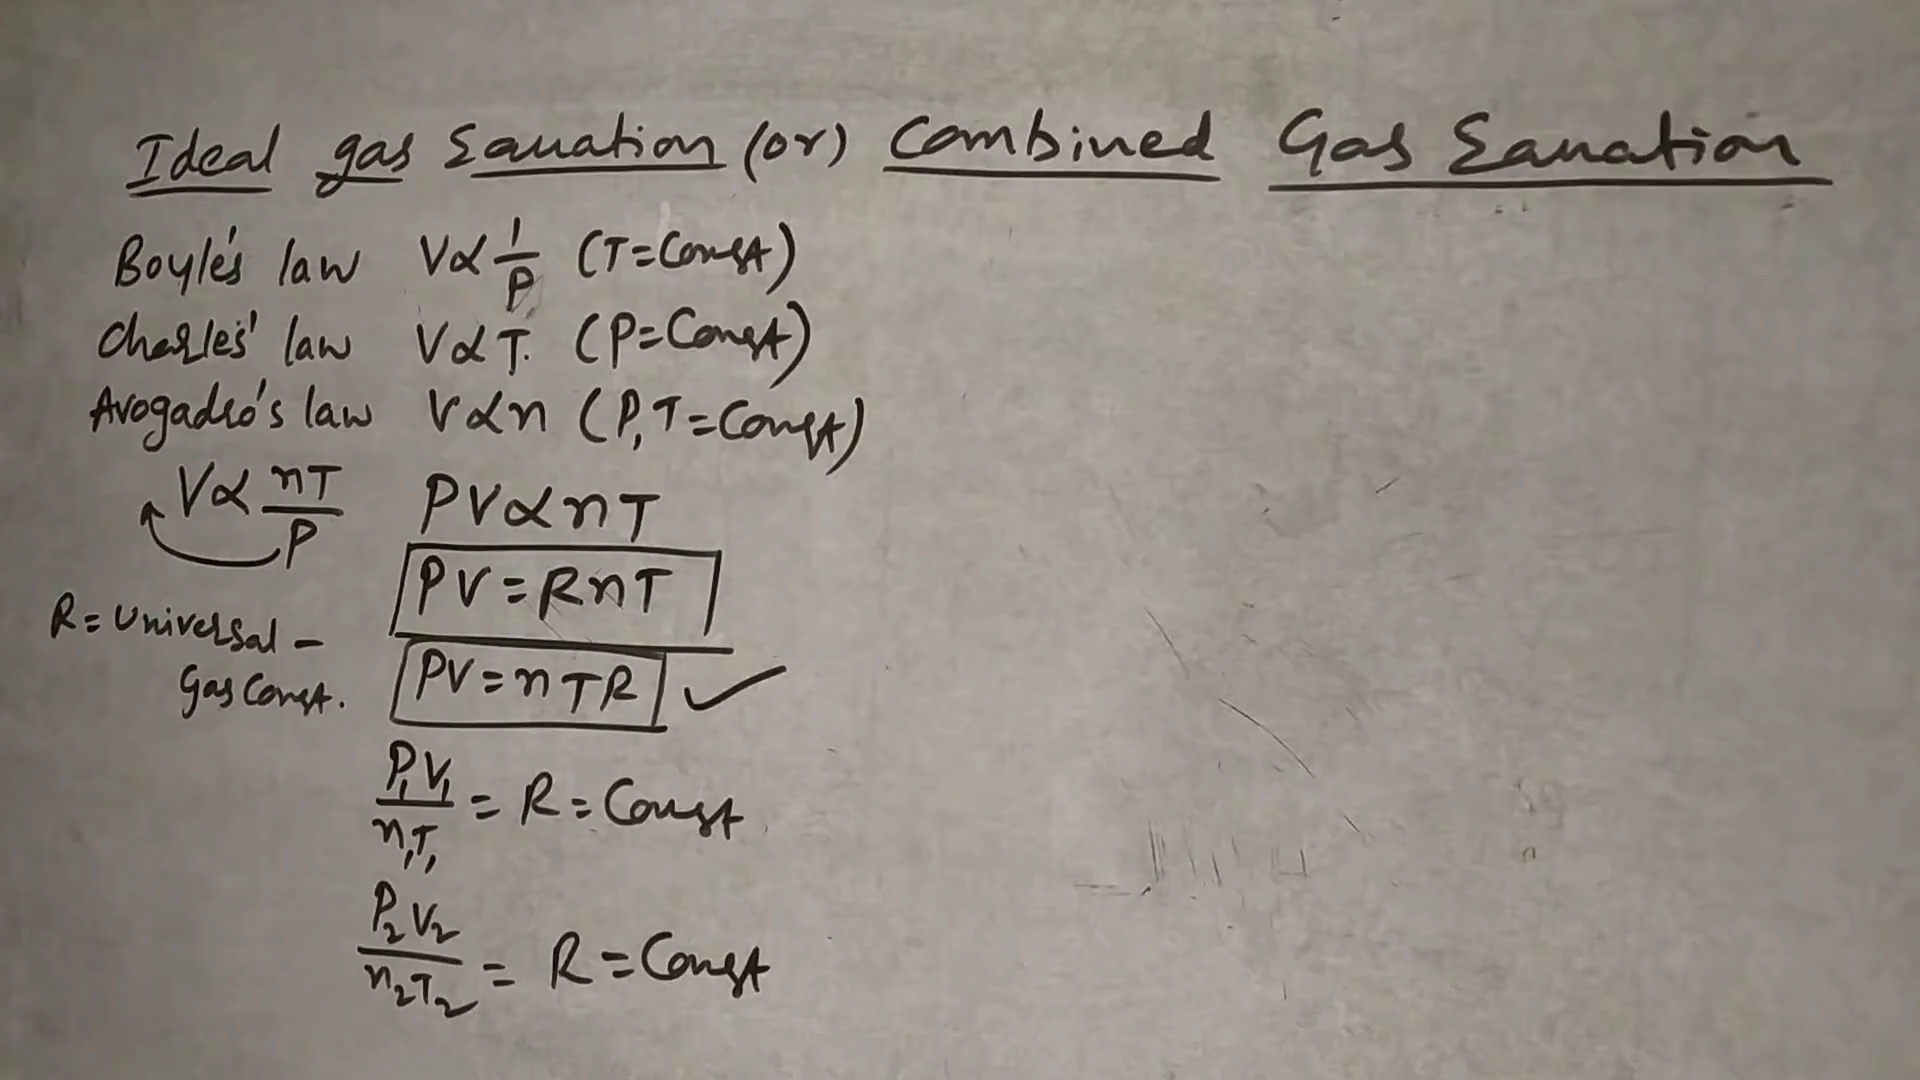 Ideal gas Equation (or) Combined Gas Equation
Boyle's law V∝1/P (T=Const)
Charles' law V∝T. (P=Const)
Avogadro's law V∝n (P,T=Const)
V∝nT/P PV∝nT
PV=RnT
R=Universal-
Gas Const. PV=nTR ✓
P₁V₁/n₁T₁ = R = Const
P₂V₂/n₂T₂ = R = Const